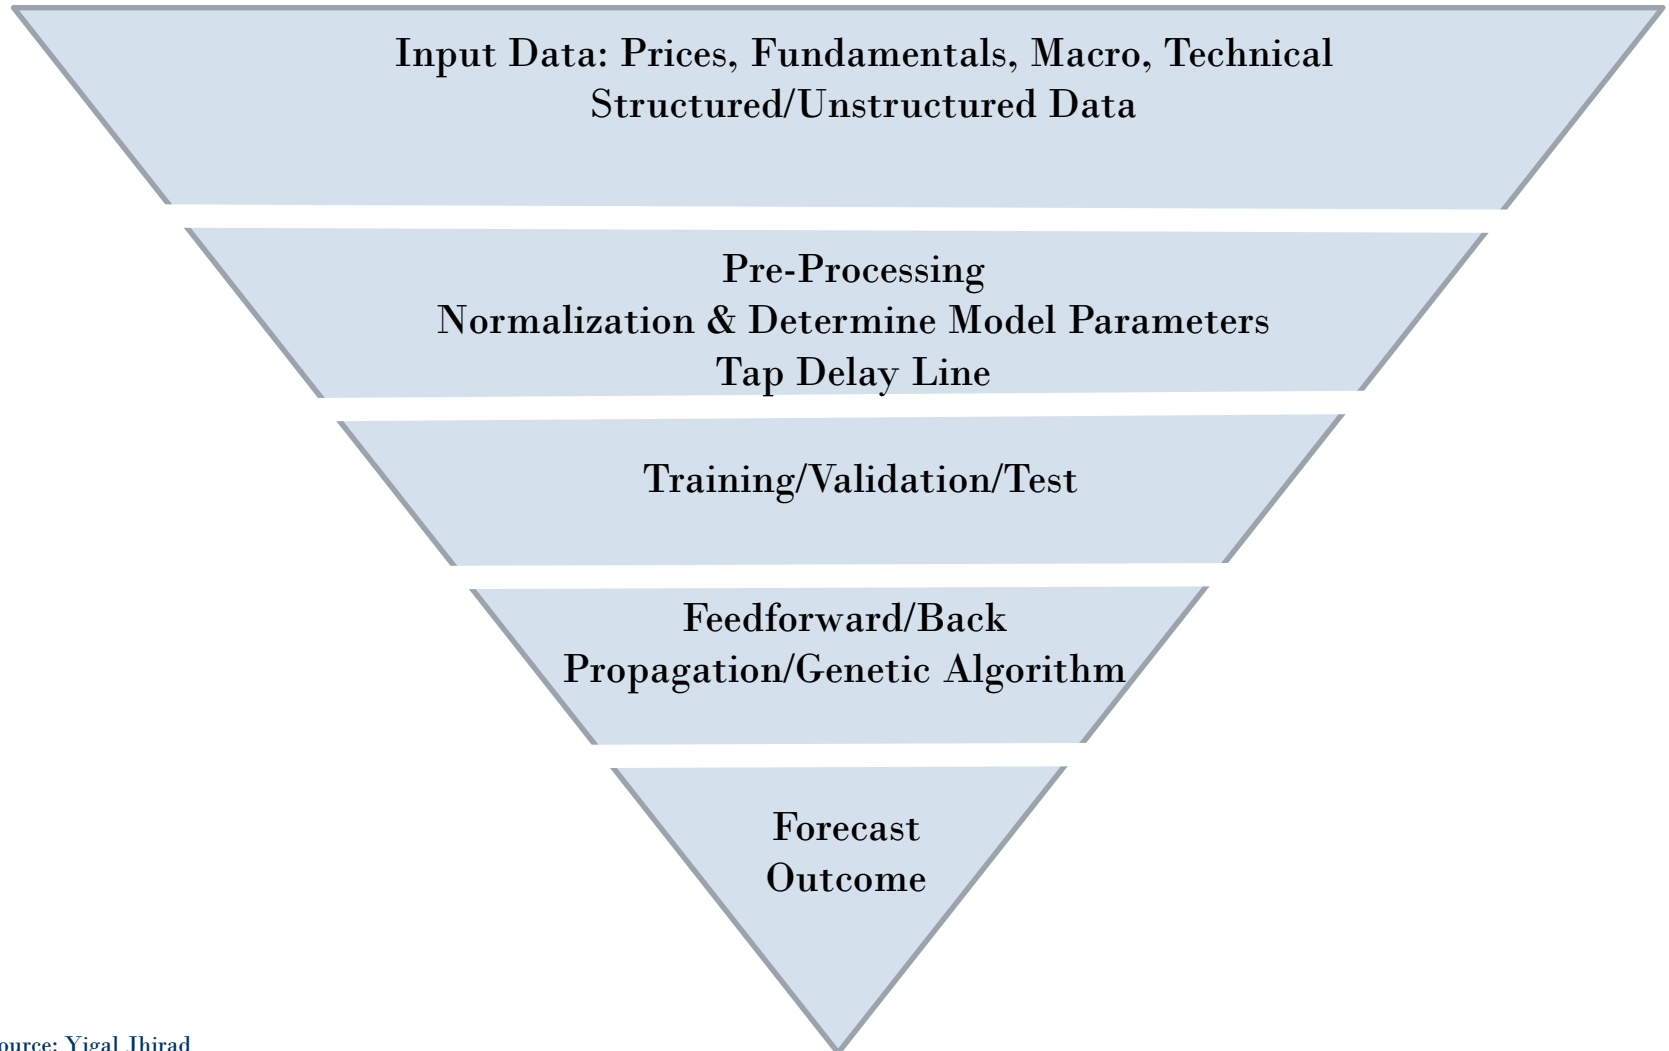 Input Data: Prices, Fundamentals, Macro, Technical
Structured/Unstructured Data
Pre-Processing
Normalization & Determine Model Parameters
Tap Delay Line
Training/Validation/Test
Feedforward/Back
Propagation/Genetic Algorithm
Forecast
Outcome
ource: Yigal Jhirad